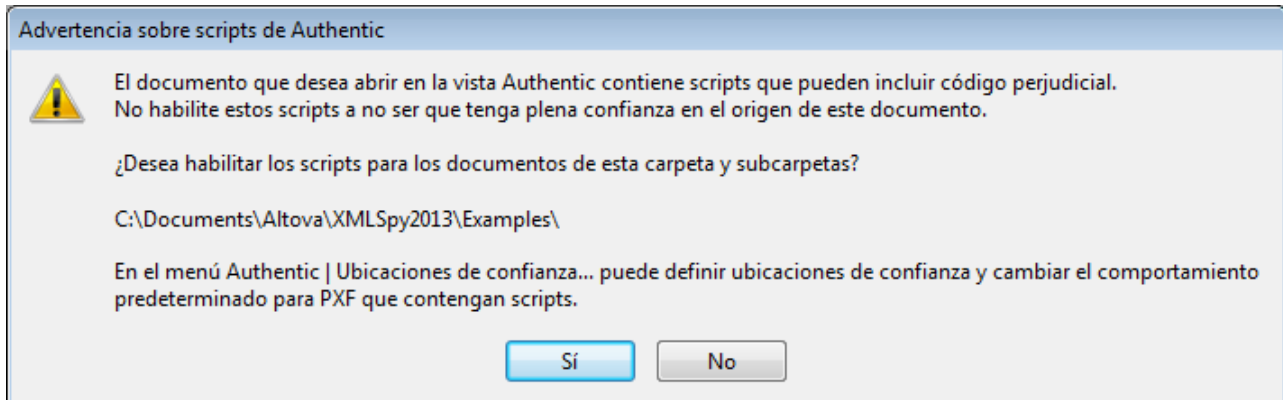 Advertencia sobre scripts de Authentic
El documento que desea abrir en la vista Authentic contiene scripts que pueden incluir código perjudicial.
No habilite estos scripts a no ser que tenga plena confianza en el origen de este documento.
¿Desea habilitar los scripts para los documentos de esta carpeta y subcarpetas?
C:\Documents\Altova\XMLSpy2013\Examples\
En el menú Authentic | Ubicaciones de confianza... puede definir ubicaciones de confianza y cambiar el comportamiento
predeterminado para PXF que contengan scripts.
Sí No